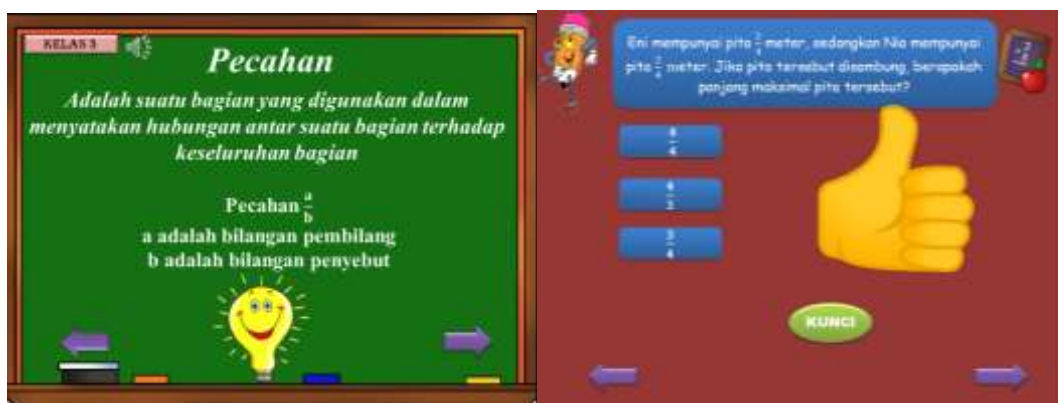 KELAS 3
Pecahan
Adalah suatu bagian yang digunakan dalam
menyatakan hubungan antar suatu bagian terhadap
keseluruhan bagian
Pecahan a/b
a adalah bilangan pembilang
b adalah bilangan penyebut
Eni mempunyai pita meter, sedangkan Nia mempunyai
pita meter. Jika pita tersebut disambung, berapakah
panjang maksimal pita tersebut?
3/4
KUNCI